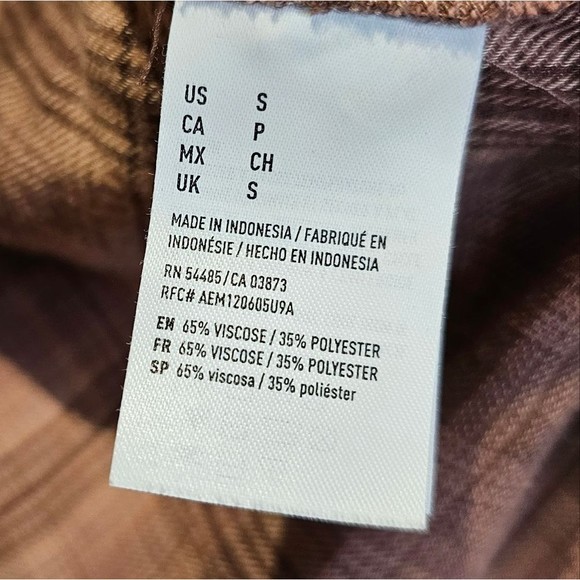 US S
CA P
MX CH
UK S
MADE IN INDONESIA / FABRIQUÉ EN
INDONÉSIE / HECHO EN INDONESIA
RN 54485/CA 03873
RFC# AEM120605U9A
EN 65% VISCOSE / 35% POLYESTER
FR 65% VISCOSE / 35% POLYESTER
SP 65% viscosa / 35% poliéster